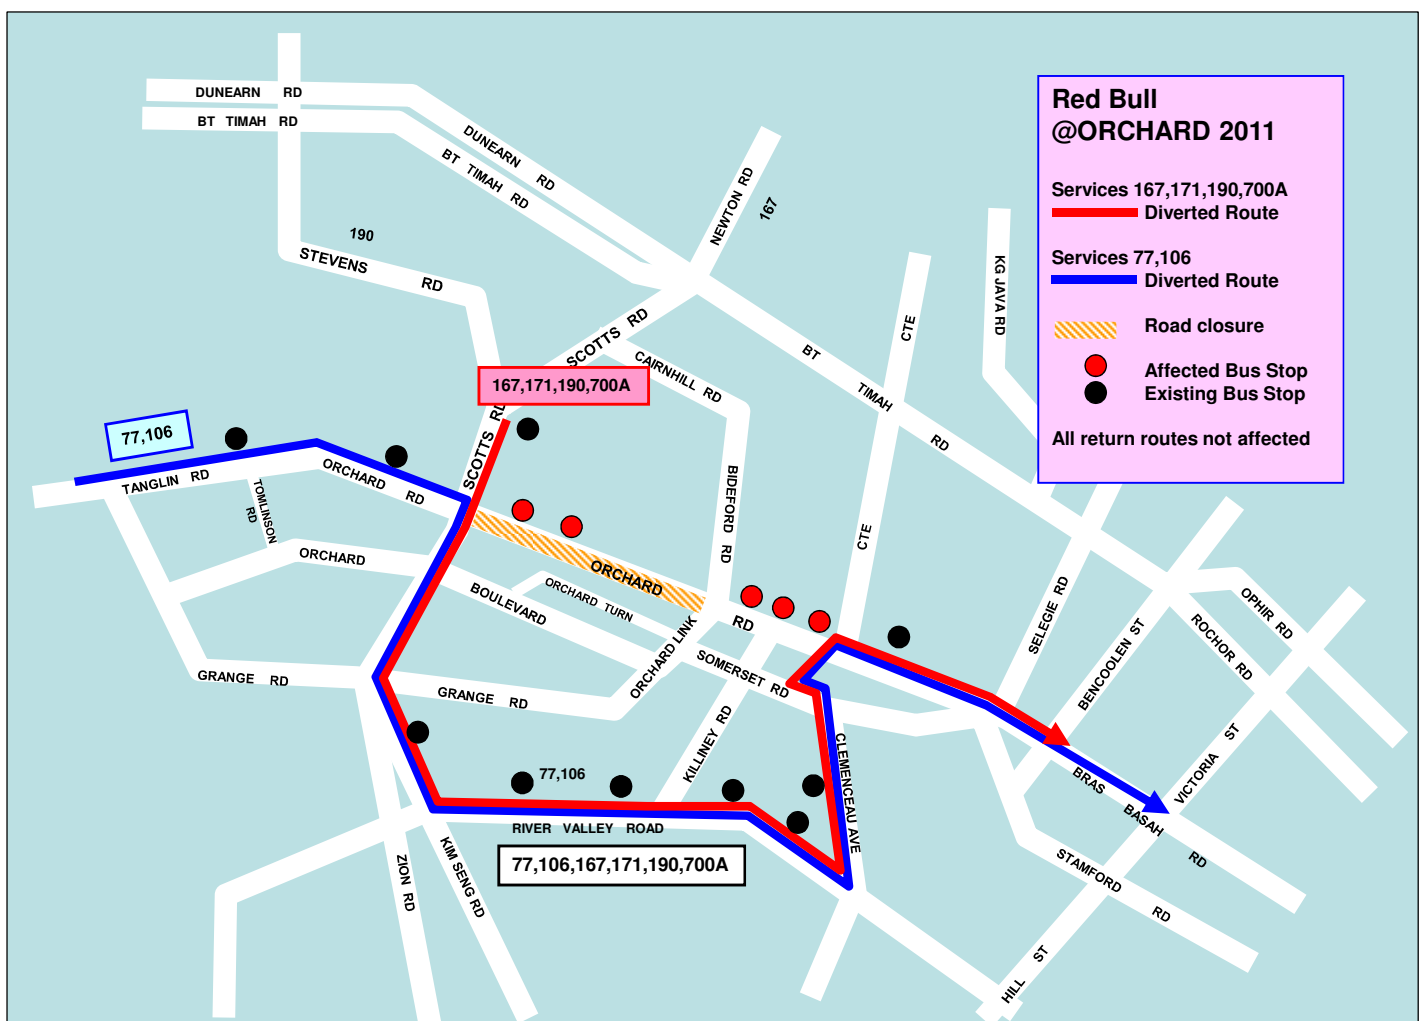 Red Bull
@ORCHARD 2011
Services 167,171,190,700A
Diverted Route
Services 77,106
Diverted Route
Road closure
Affected Bus Stop
Existing Bus Stop
All return routes not affected
DUNEARN RD
BT TIMAH RD
DUNEARN RD
BT TIMAH RD
NEWTON RD
167
190
STEVENS RD
SCOTTS RD
CAIRNHILL RD
CTE
KG JAVA RD
BT TIMAH RD
167,171,190,700A
SCOTTS RD
77,106
TANGLIN RD
ORCHARD RD
TOMLINSON
RD
BIDEFORD RD
CTE
ORCHARD
ORCHARD RD
BOULEVARD
ORCHARD TURN
ORCHARD LINK
SOMERSET RD
SELEGIE RD
BENCOOLEN ST
ROCHOR RD
OPHIR RD
GRANGE RD
GRANGE RD
KILLINEY RD
CLEMENCEAU AVE
VICTORIA ST
BRAS BASAH RD
77,106
RIVER VALLEY ROAD
77,106,167,171,190,700A
ZION RD
KIM SENG RD
STAMFORD RD
HILL ST